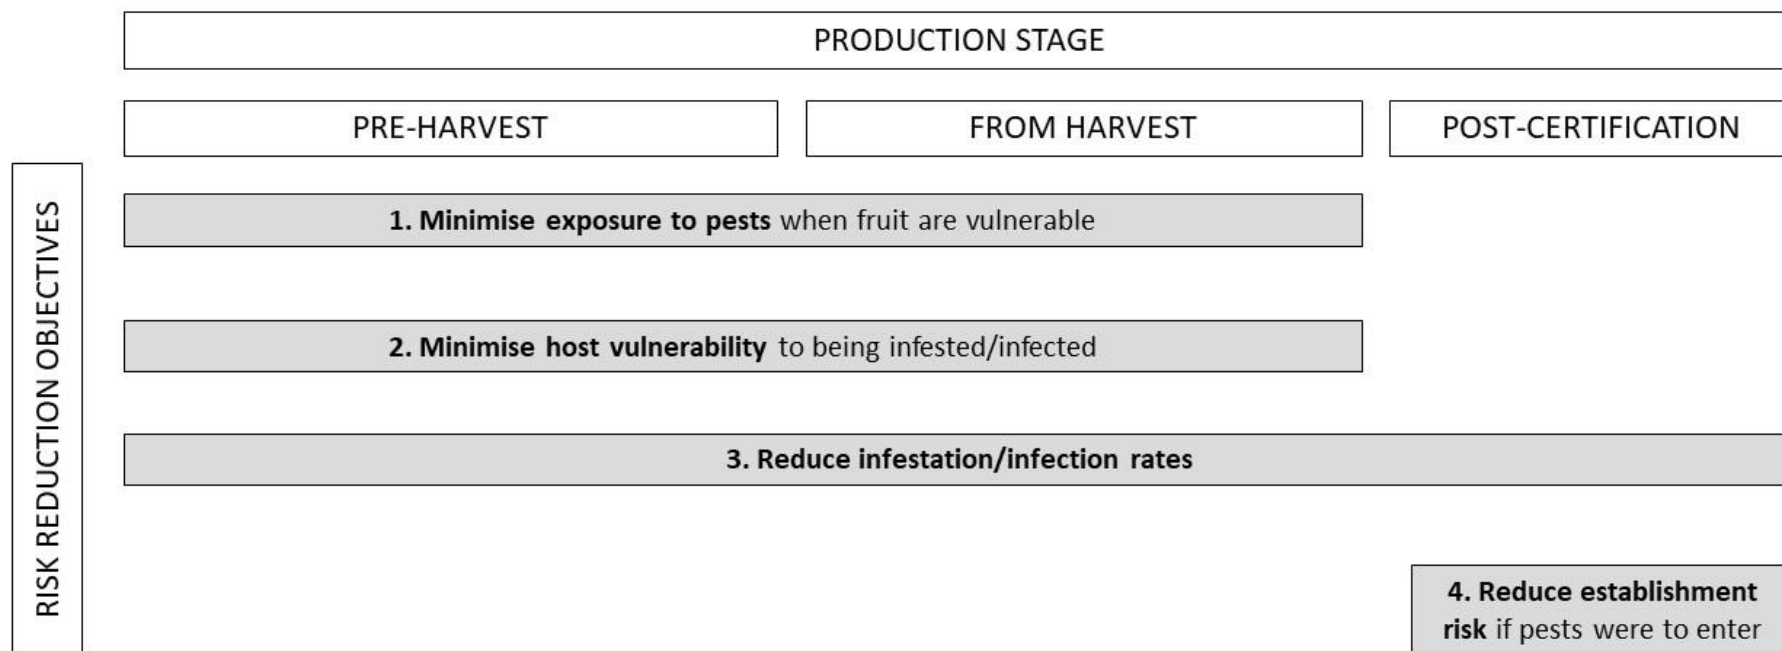 PRODUCTION STAGE
PRE-HARVEST
FROM HARVEST
POST-CERTIFICATION
RISK REDUCTION OBJECTIVES
1. Minimise exposure to pests when fruit are vulnerable
2. Minimise host vulnerability to being infested/infected
3. Reduce infestation/infection rates
4. Reduce establishment
risk if pests were to enter